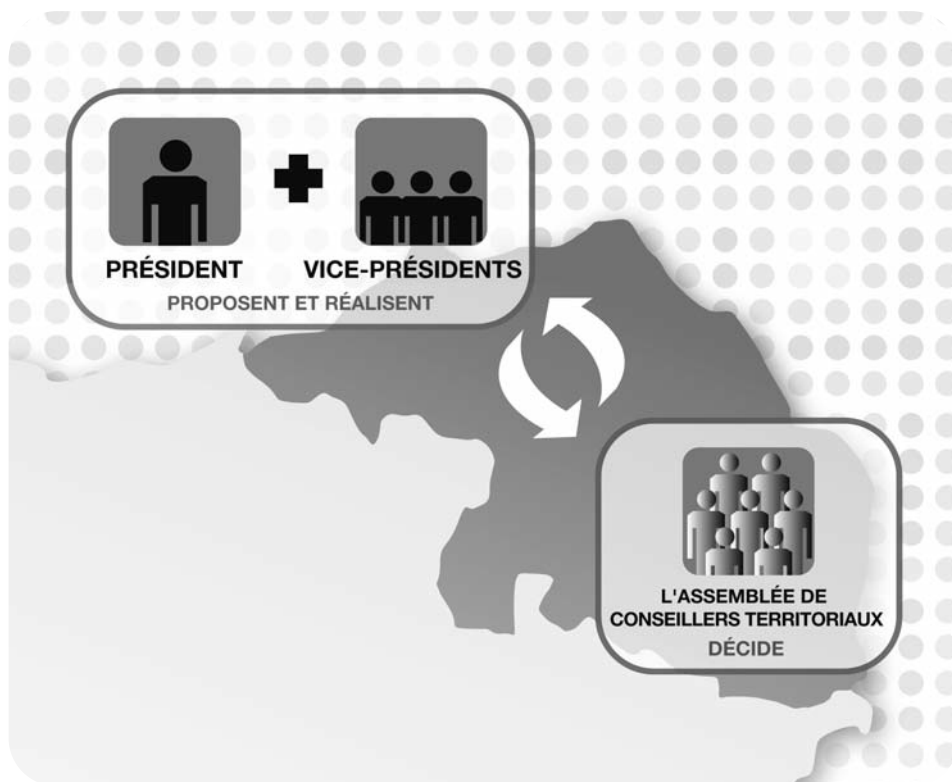 PRÉSIDENT
VICE-PRÉSIDENTS
PROPOSENT ET RÉALISENT
L'ASSEMBLÉE DE
CONSEILLERS TERRITORIAUX
DÉCIDE